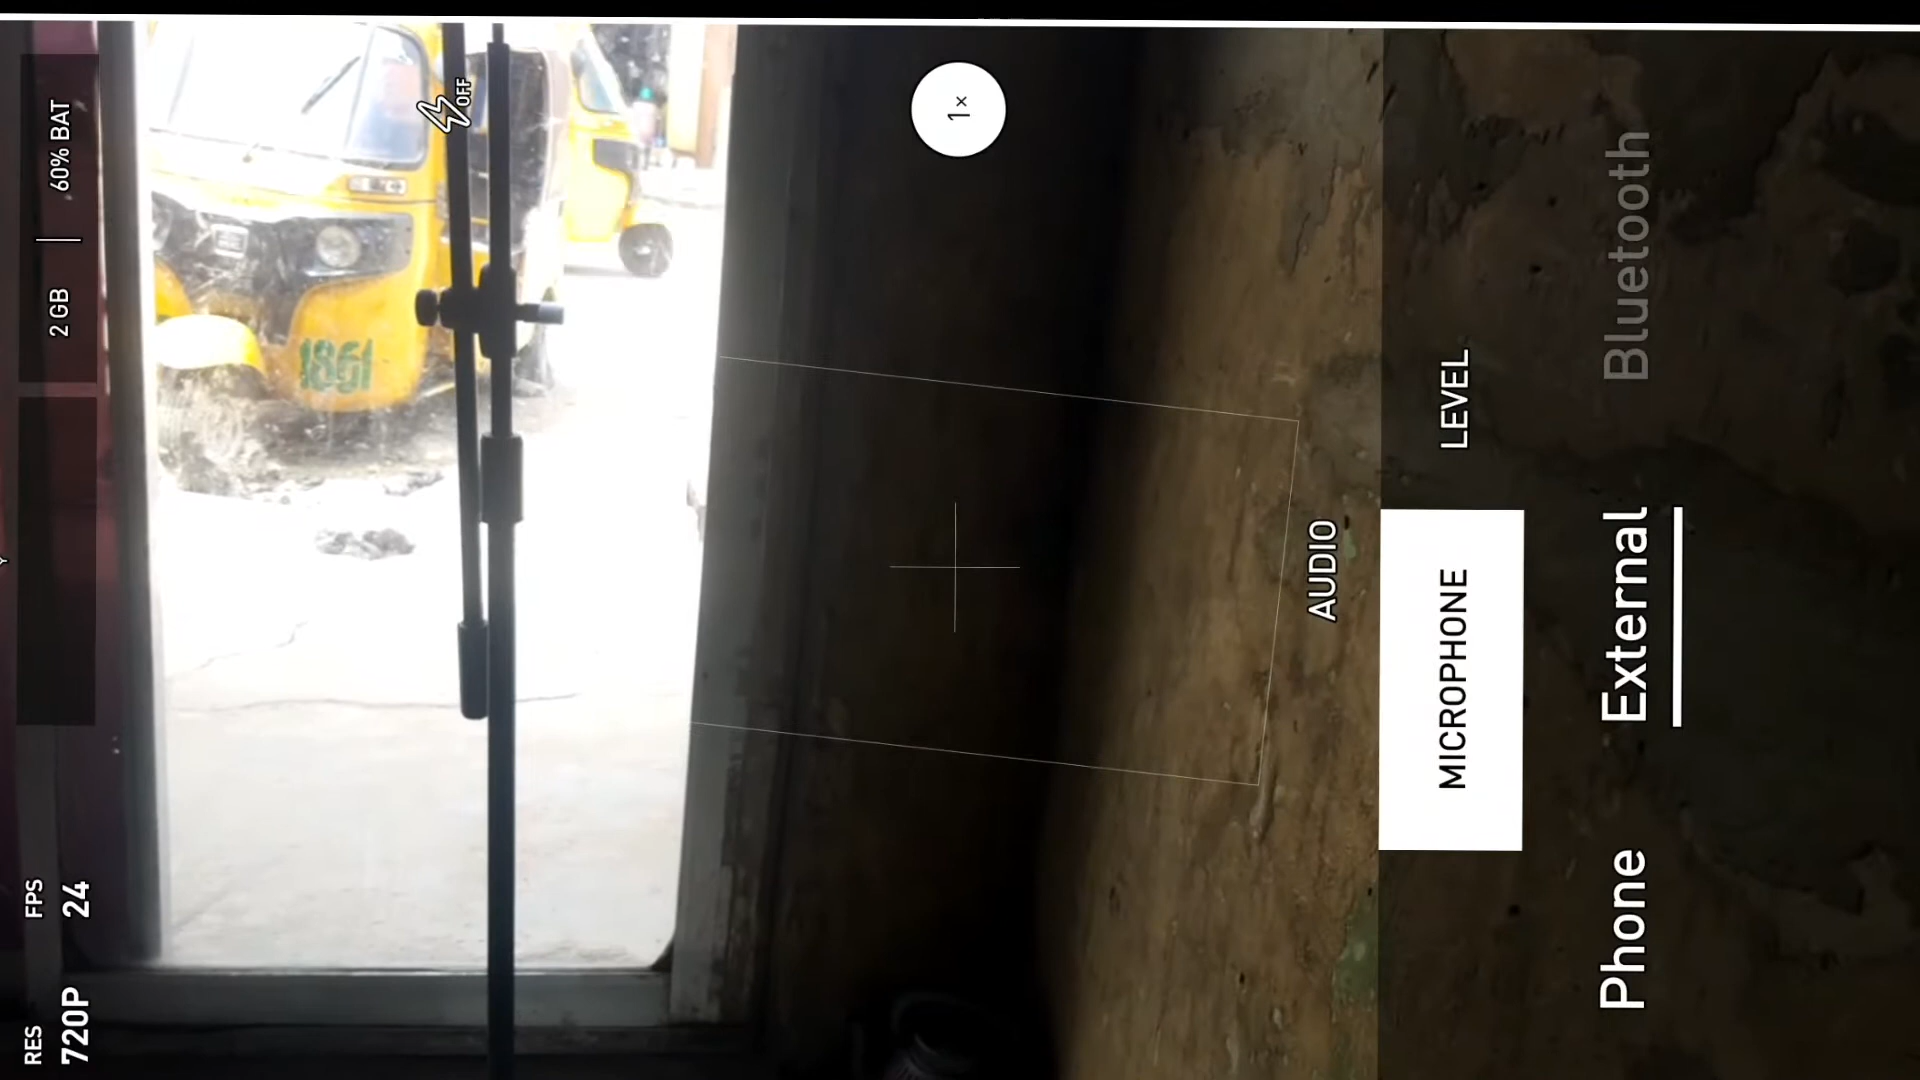 RES
720P
FPS
24
2 GB | 60% BAT
OFF
1861
1×
AUDIO
MICROPHONE
LEVEL
Phone
External
Bluetooth